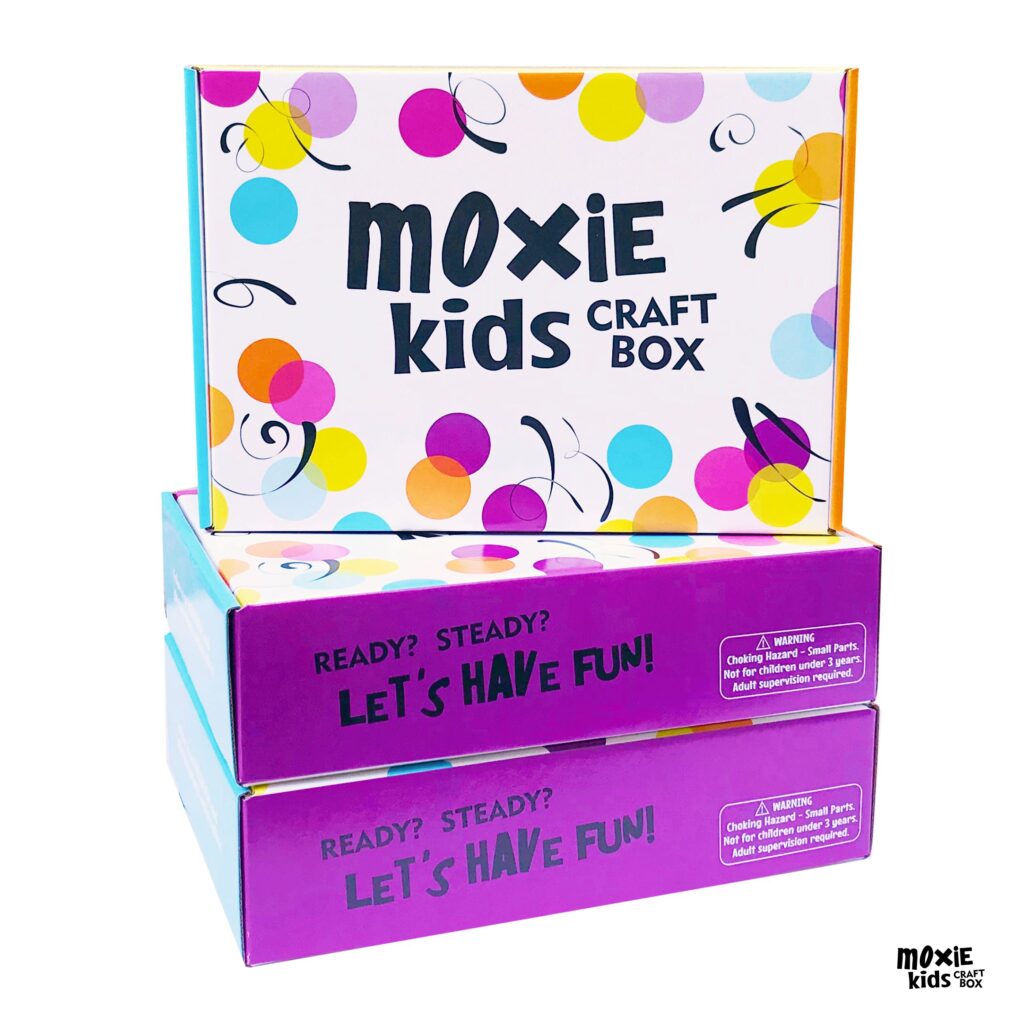 moxie
kids CRAFT
BOX
READY? STEADY?
LET'S HAVE FUN!
⚠ WARNING
Choking Hazard - Small Parts.
Not for children under 3 years.
Adult supervision required.
READY? STEADY?
LET'S HAVE FUN!
⚠ WARNING
Choking Hazard - Small Parts.
Not for children under 3 years.
Adult supervision required.
moxie
kids CRAFT
BOX